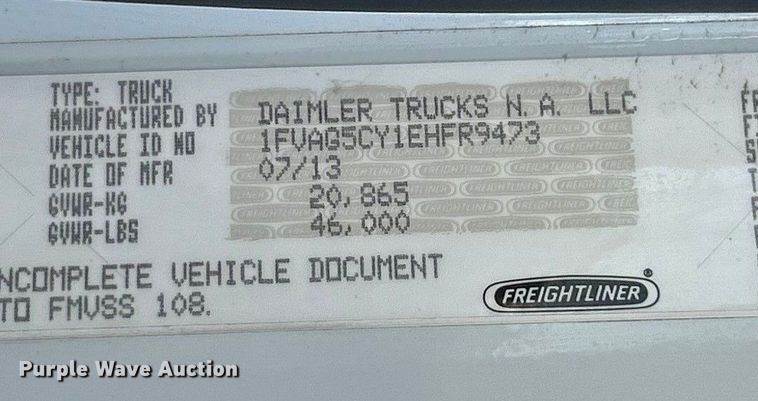 TYPE: TRUCK
MANUFACTURED BY DAIMLER TRUCKS N.A. LLC
VEHICLE ID NO 1FVAG5CY1EHFR9473
DATE OF MFR 07/13
GVWR-KG 20,865
GVWR-LBS 46,000
NCOMPLETE VEHICLE DOCUMENT
TO FMVSS 108.
FREIGHTLINER®
Purple Wave Auction